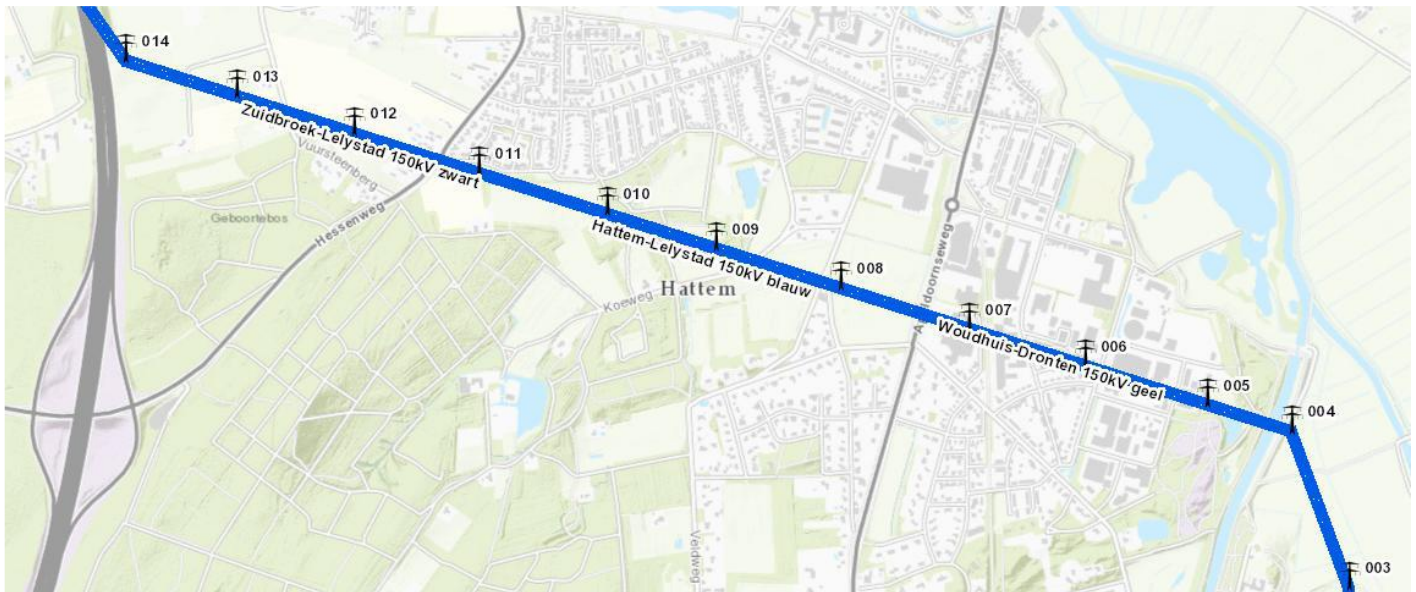 014
013
012
011
010
009
008
007
006
005
004
003
Zuidbroek-Lelystad 150kV zwart
Vuursteenberg
Geboortebos
Hessenweg
Hattem-Lelystad 150kV blauw
Hattem
Koeweg
Woudhuis-Dronten 150kV geel
Veldweg